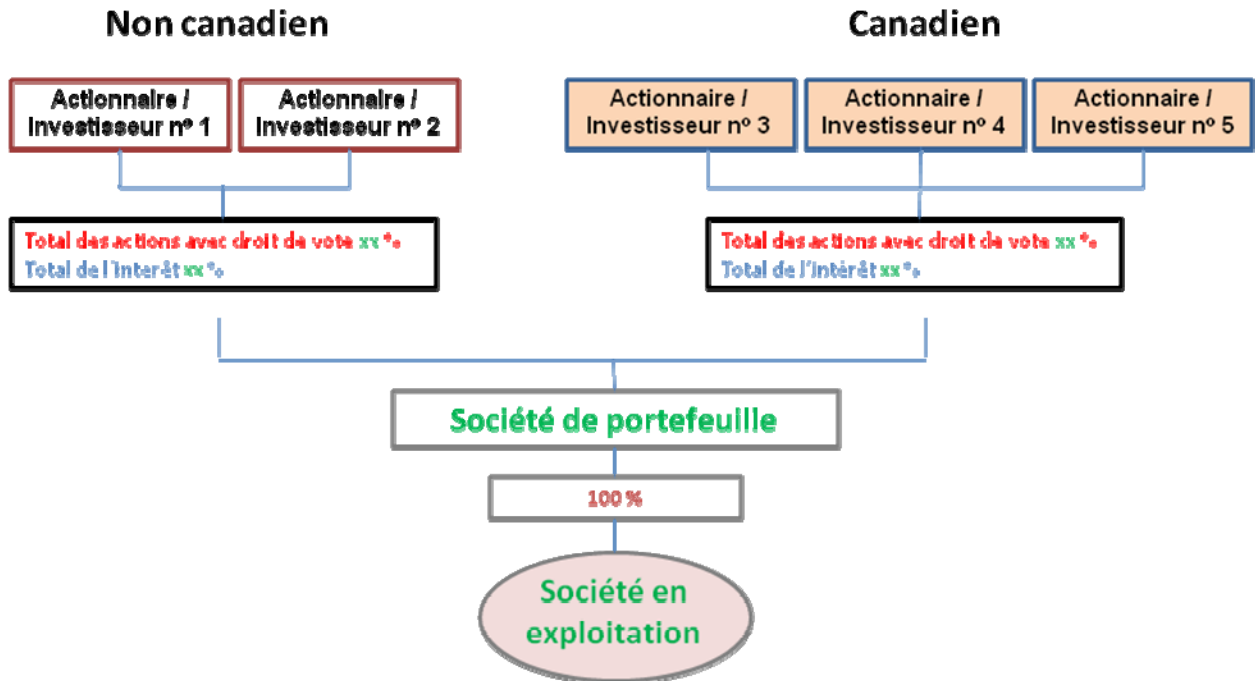 Non canadien
Canadien
Actionnaire /
Investisseur nº 1
Actionnaire /
Investisseur nº 2
Actionnaire /
Investisseur nº 3
Actionnaire /
Investisseur nº 4
Actionnaire /
Investisseur nº 5
Total des actions avec droit de vote xx %
Total de l'Interêt xx %
Total des actions avec droit de vote xx %
Total de l'Intérêt xx %
Société de portefeuille
100 %
Société en
exploitation